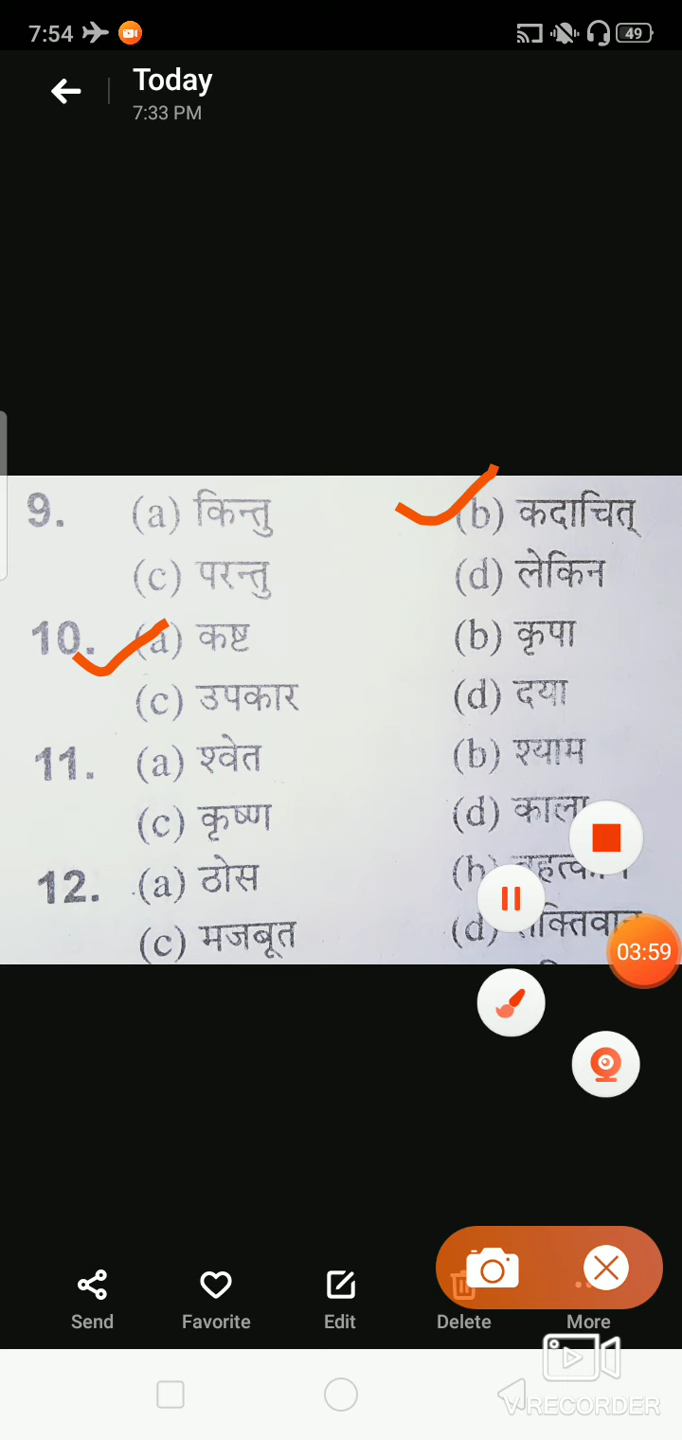 7:54 49
Today
7:33 PM
9. (a) किन्तु (b) कदाचित्
(c) परन्तु (d) लेकिन
10. (a) कष्ट (b) कृपा
(c) उपकार (d) दया
11. (a) श्वेत (b) श्याम
(c) कृष्ण (d) काला
12. (a) ठोस (b)
(c) मजबूत (d)
03:59
Send Favorite Edit Delete More
V RECORDER